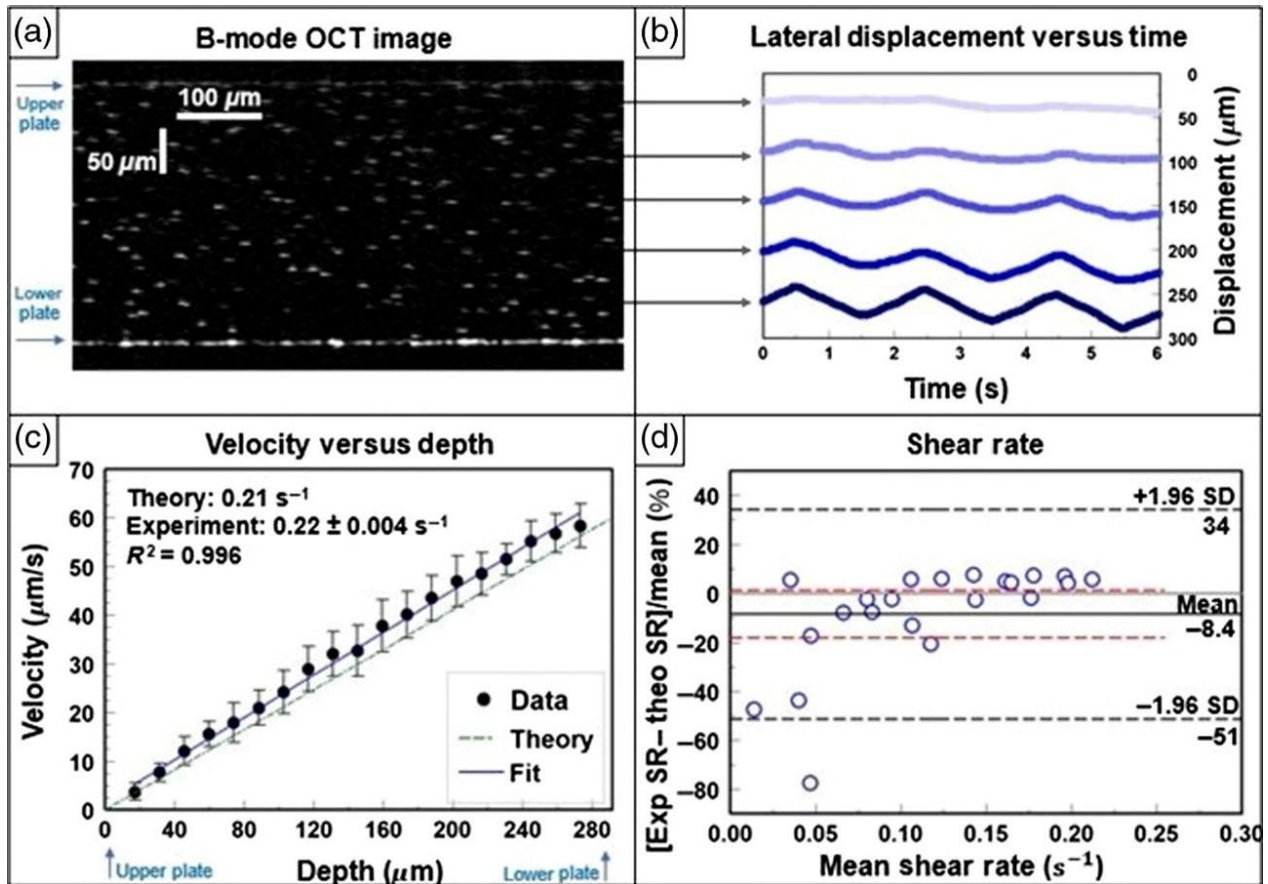 (a)
B-mode OCT image
Upper
plate
100 µm
50 µm
Lower
plate
(b)
Lateral displacement versus time
0
50
100
150
200
250
300
Displacement (µm)
0 1 2 3 4 5 6
Time (s)
(c)
Velocity versus depth
70
60
50
40
30
20
10
0
Velocity (µm/s)
Theory: 0.21 s⁻¹
Experiment: 0.22 ± 0.004 s⁻¹
R² = 0.996
Data
Theory
Fit
0 40 80 120 160 200 240 280
Upper plate
Depth (µm)
Lower plate
(d)
Shear rate
40
20
0
−20
−40
−60
−80
[Exp SR− theo SR]/mean (%)
+1.96 SD
34
Mean
−8.4
−1.96 SD
−51
0.00 0.05 0.10 0.15 0.20 0.25 0.30
Mean shear rate (s⁻¹)